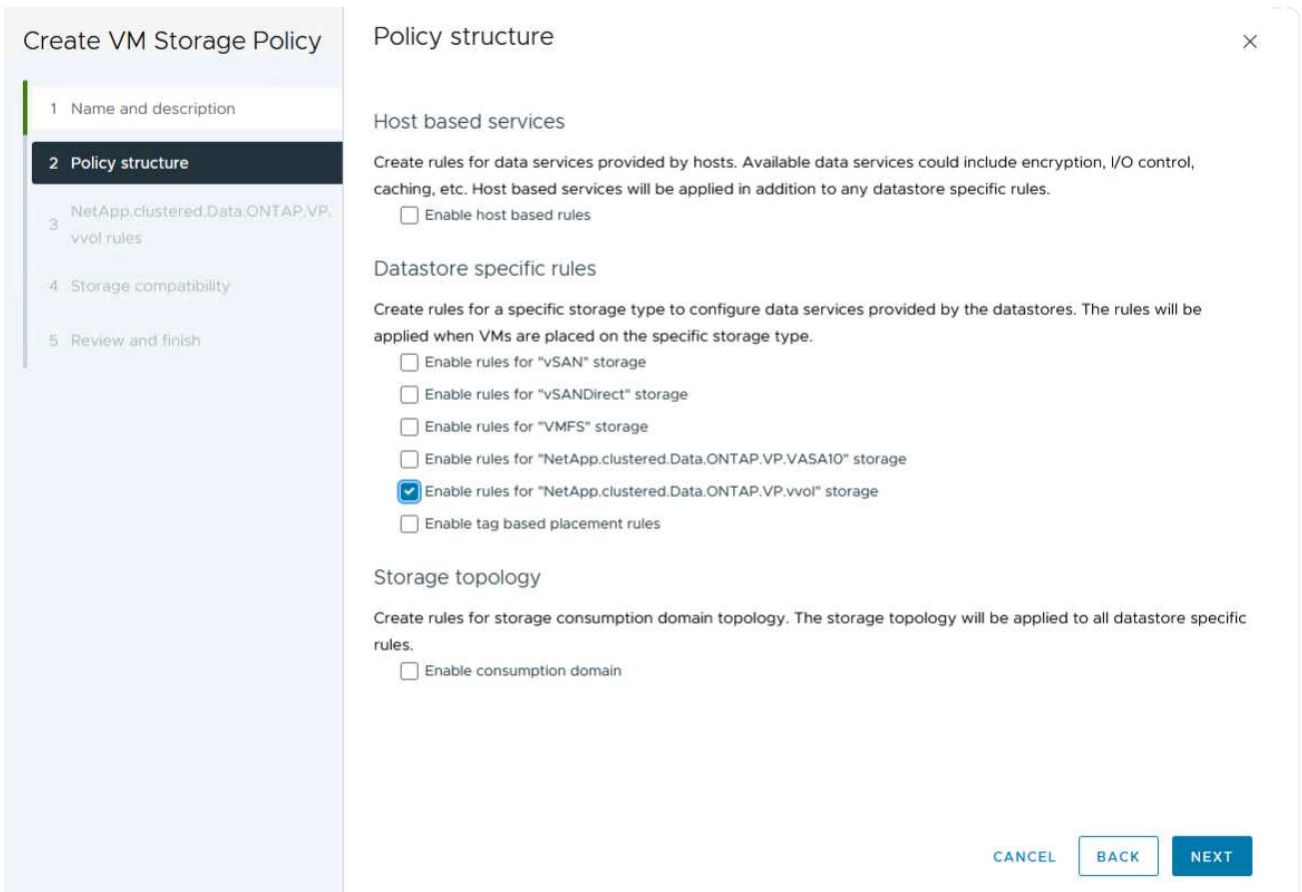 Create VM Storage Policy
1 Name and description
2 Policy structure
3 NetApp.clustered.Data.ONTAP.VP.
vvol rules
4 Storage compatibility
5 Review and finish
Policy structure
Host based services
Create rules for data services provided by hosts. Available data services could include encryption, I/O control,
caching, etc. Host based services will be applied in addition to any datastore specific rules.
Enable host based rules
Datastore specific rules
Create rules for a specific storage type to configure data services provided by the datastores. The rules will be
applied when VMs are placed on the specific storage type.
Enable rules for "vSAN" storage
Enable rules for "vSANDirect" storage
Enable rules for "VMFS" storage
Enable rules for "NetApp.clustered.Data.ONTAP.VP.VASA10" storage
Enable rules for "NetApp.clustered.Data.ONTAP.VP.vvol" storage
Enable tag based placement rules
Storage topology
Create rules for storage consumption domain topology. The storage topology will be applied to all datastore specific
rules.
Enable consumption domain
CANCEL
BACK
NEXT